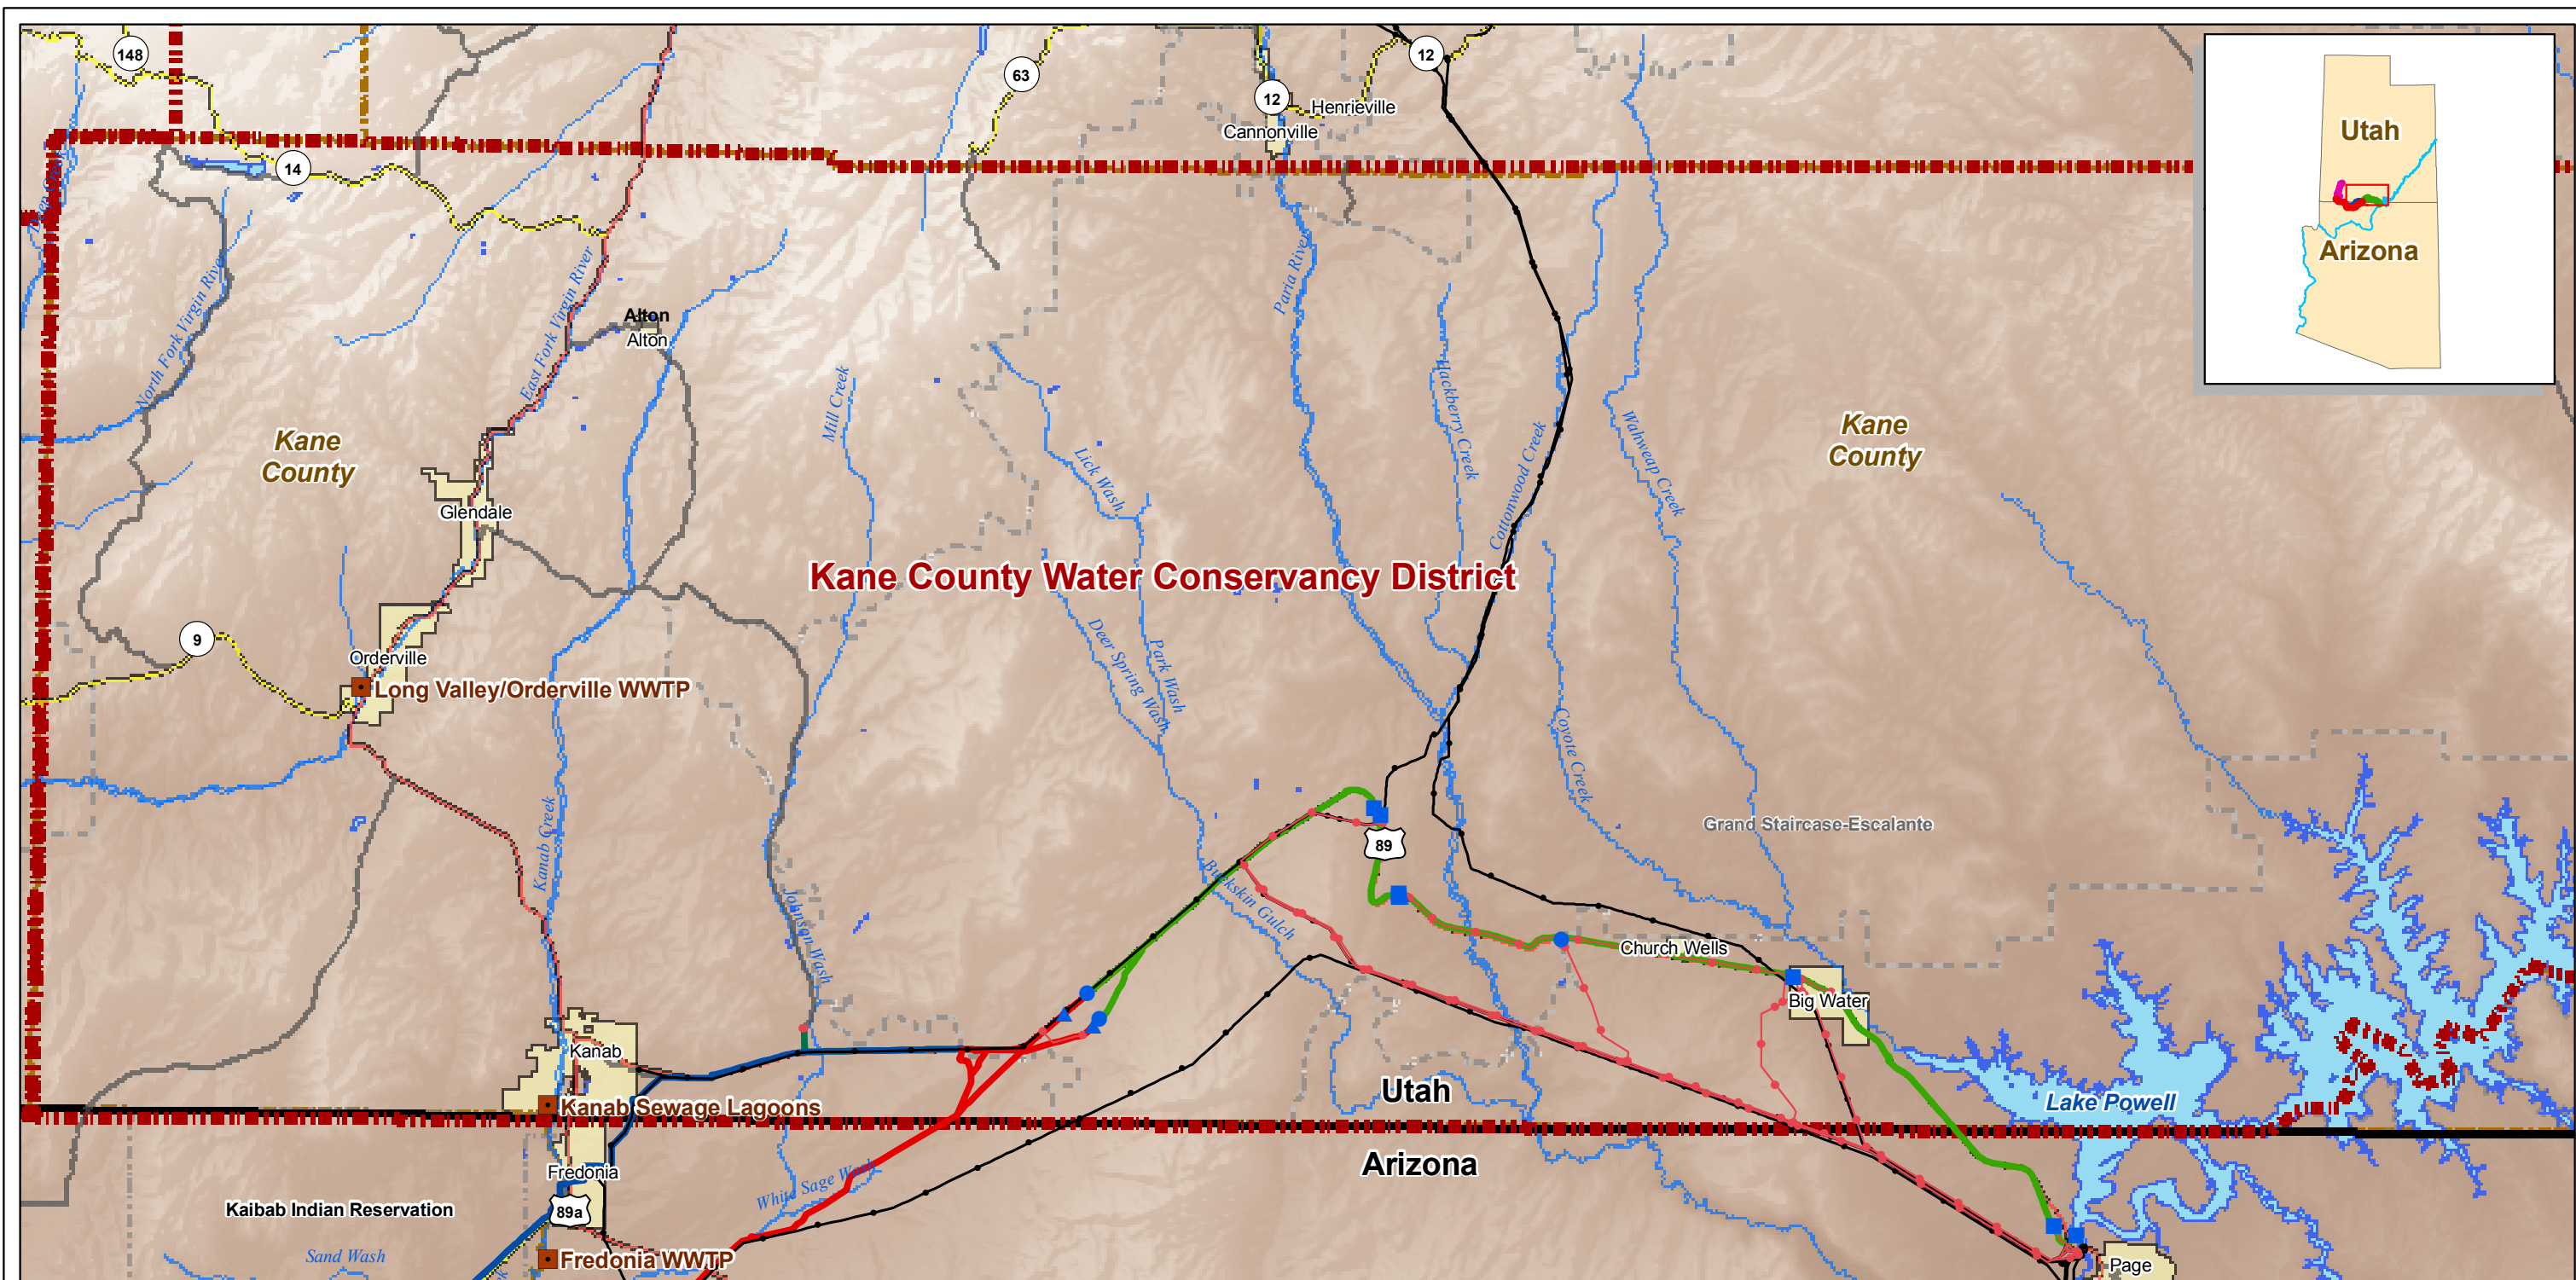 148
63
12
12
Henrieville
Cannonville
14
Utah
Arizona
North Fork Virgin River
East Fork Virgin River
Alton
Alton
Paria River
Mill Creek
Lick Wash
Hackberry Creek
Cottonwood Creek
Wahweap Creek
Kane
County
Kane
County
Glendale
Kane County Water Conservancy District
9
Orderville
Long Valley/Orderville WWTP
Deer Spring Wash
Park Wash
Coyote Creek
Kanab Creek
Johnson Wash
Buckskin Gulch
89
Grand Staircase-Escalante
Church Wells
Big Water
Kanab
Kanab Sewage Lagoons
Utah
Lake Powell
Arizona
Fredonia
White Sage Wash
Kaibab Indian Reservation
89a
Sand Wash
Fredonia WWTP
Page